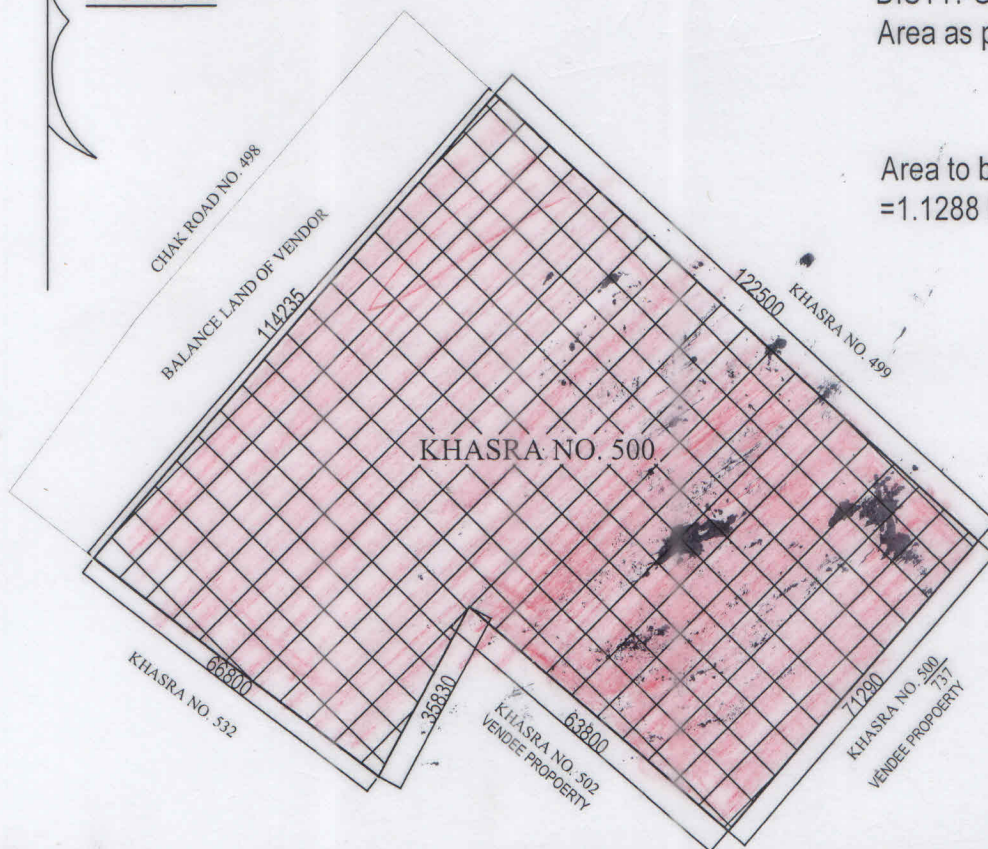 Area as p
Area to b
=1.1288
CHAK ROAD NO. 498
BALANCE LAND OF VENDOR
114235
122500
KHASRA NO. 499
KHASRA NO. 500
66800
KHASRA NO. 532
35830
63800
KHASRA NO. 502
VENDEE PROPOERTY
71290
KHASRA NO. 500
737
VENDEE PROPOERTY